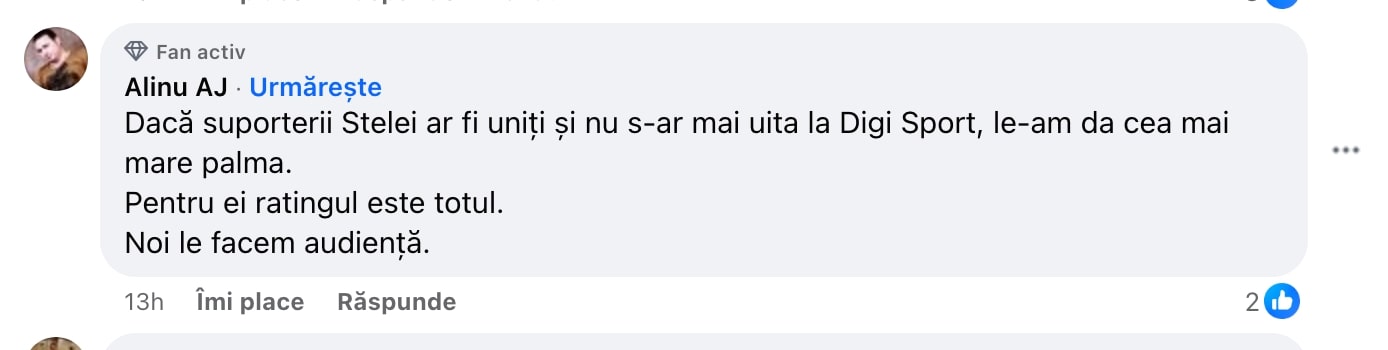 Fan activ
Alinu AJ · Urmărește
Dacă suporterii Stelei ar fi uniți și nu s-ar mai uita la Digi Sport, le-am da cea mai
mare palma.
Pentru ei ratingul este totul.
Noi le facem audiență.
13h Îmi place Răspunde 2